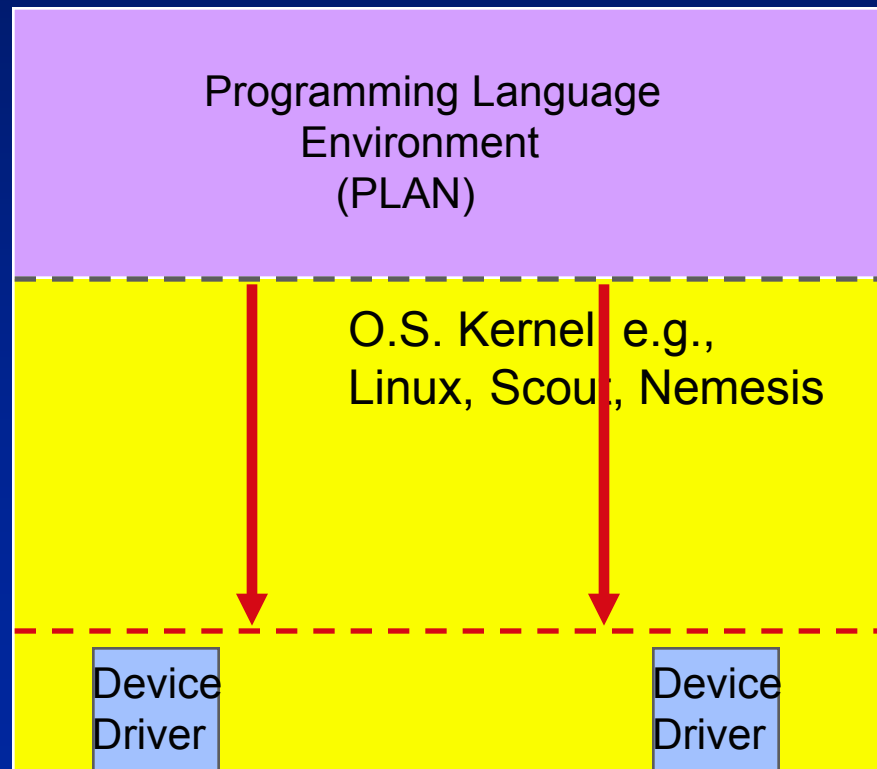 Programming Language
Environment
(PLAN)
O.S. Kernel, e.g.,
Linux, Scout, Nemesis
Device
Driver
Device
Driver